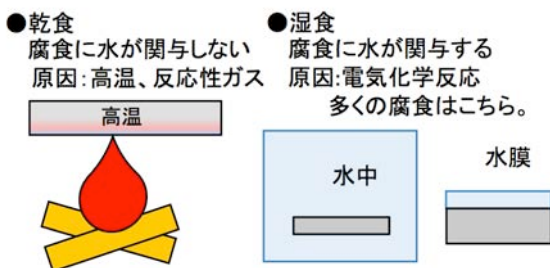 ●乾食
腐食に水が関与しない
原因:高温、反応性ガス
高温
●湿食
腐食に水が関与する
原因:電気化学反応
多くの腐食はこちら。
水中
水膜